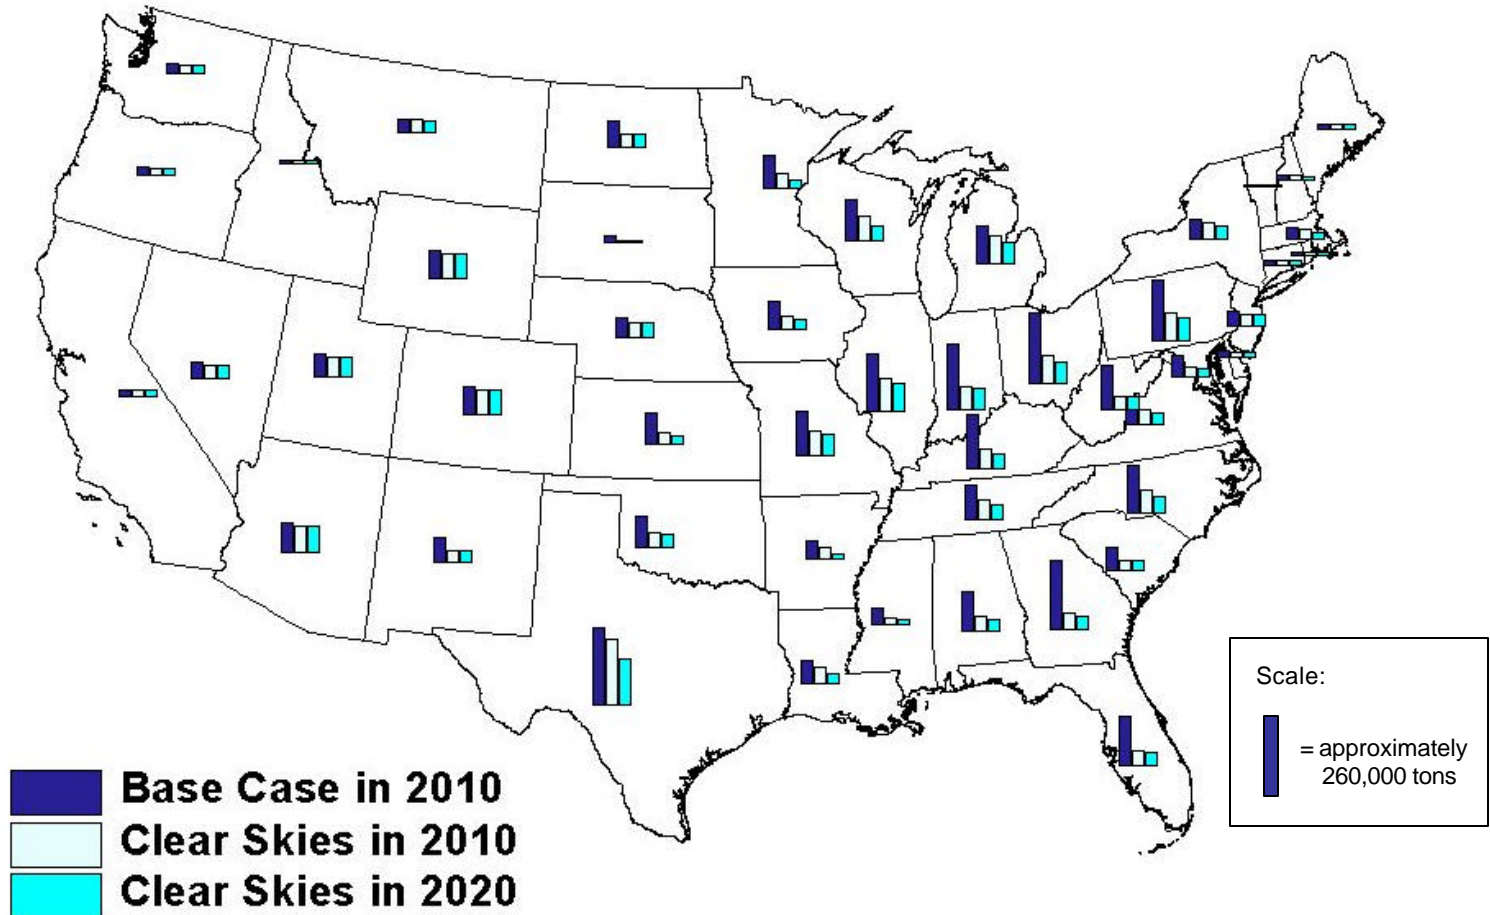 Scale:
= approximately
260,000 tons
Base Case in 2010
Clear Skies in 2010
Clear Skies in 2020